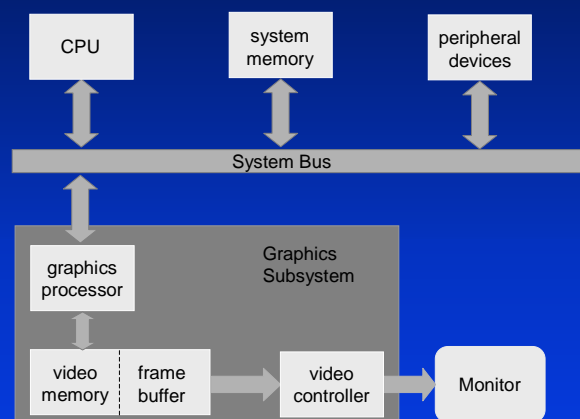 CPU
system
memory
peripheral
devices
System Bus
Graphics
Subsystem
graphics
processor
video
memory
frame
buffer
video
controller
Monitor